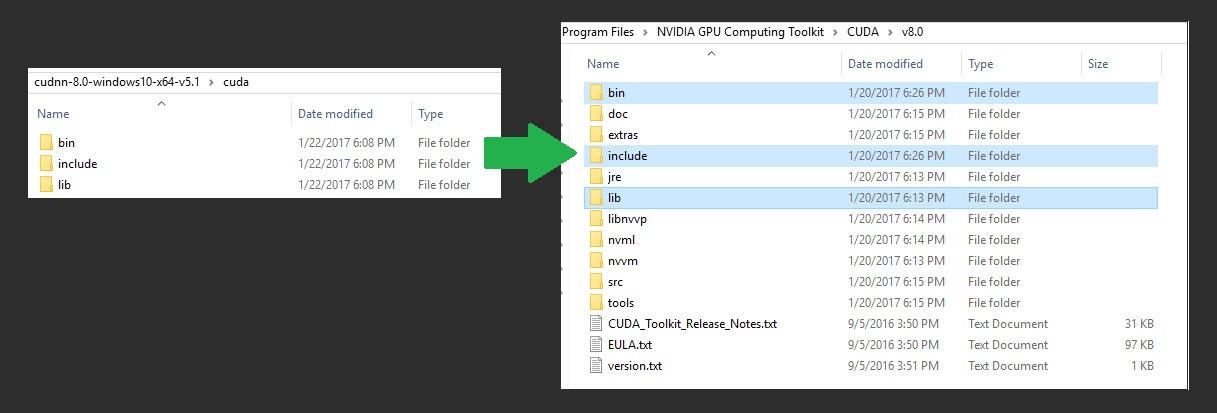 cudnn-8.0-windows10-x64-v5.1 > cuda
Name Date modified Type
bin 1/22/2017 6:08 PM File folder
include 1/22/2017 6:08 PM File folder
lib 1/22/2017 6:08 PM File folder
Program Files > NVIDIA GPU Computing Toolkit > CUDA > v8.0
Name Date modified Type Size
bin 1/20/2017 6:26 PM File folder
doc 1/20/2017 6:15 PM File folder
extras 1/20/2017 6:15 PM File folder
include 1/20/2017 6:26 PM File folder
jre 1/20/2017 6:13 PM File folder
lib 1/20/2017 6:13 PM File folder
libnvvp 1/20/2017 6:14 PM File folder
nvml 1/20/2017 6:14 PM File folder
nvvm 1/20/2017 6:13 PM File folder
src 1/20/2017 6:15 PM File folder
tools 1/20/2017 6:15 PM File folder
CUDA_Toolkit_Release_Notes.txt 9/5/2016 3:50 PM Text Document 31 KB
EULA.txt 9/5/2016 3:50 PM Text Document 97 KB
version.txt 9/5/2016 3:51 PM Text Document 1 KB